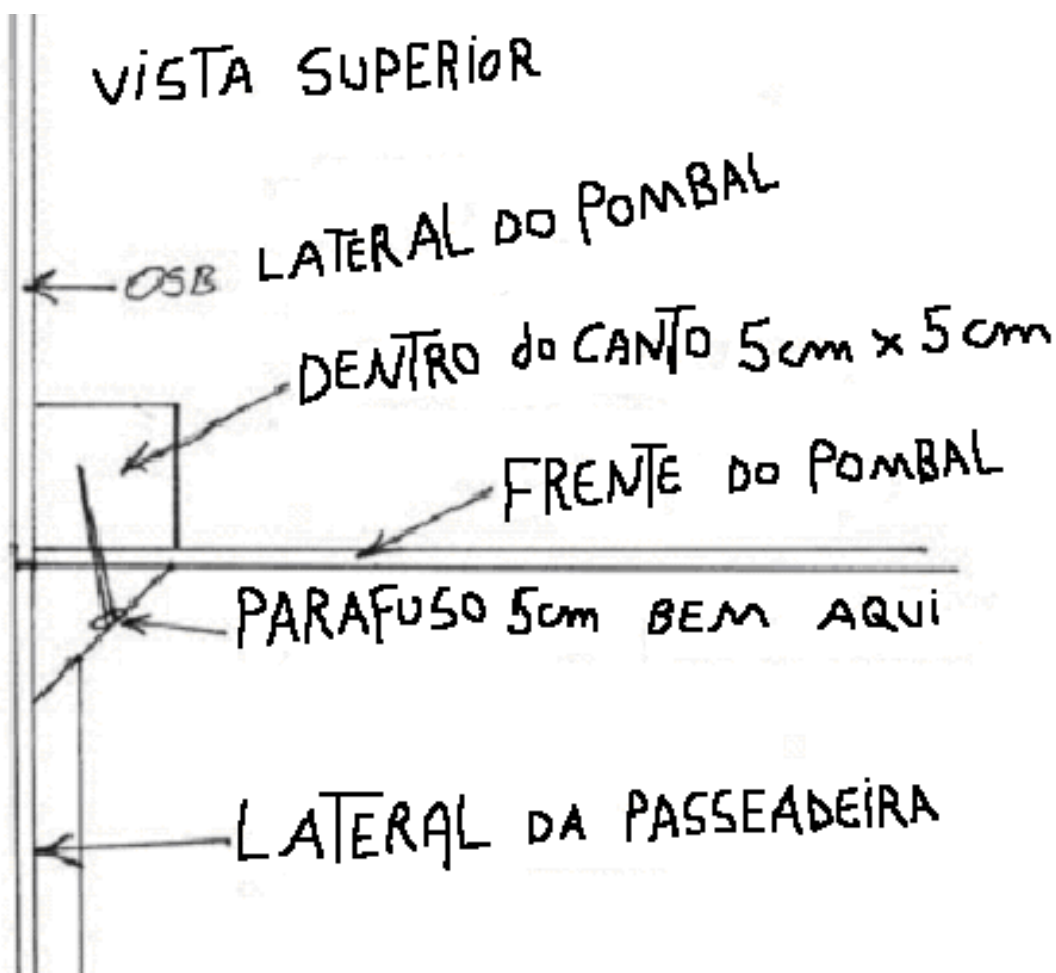 VISTA SUPERIOR
LATERAL DO POMBAL
OSB
DENTRO do CANTO 5cm x 5cm
FRENTE DO POMBAL
PARAFUSO 5cm BEM AQUI
LATERAL DA PASSEADEIRA